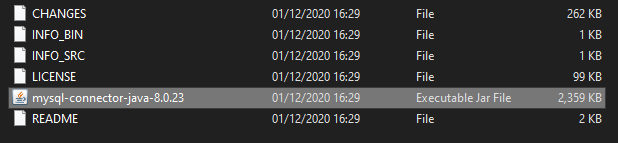 CHANGES 01/12/2020 16:29 File 262 KB
INFO_BIN 01/12/2020 16:29 File 1 KB
INFO_SRC 01/12/2020 16:29 File 1 KB
LICENSE 01/12/2020 16:29 File 99 KB
mysql-connector-java-8.0.23 01/12/2020 16:29 Executable Jar File 2,359 KB
README 01/12/2020 16:29 File 2 KB